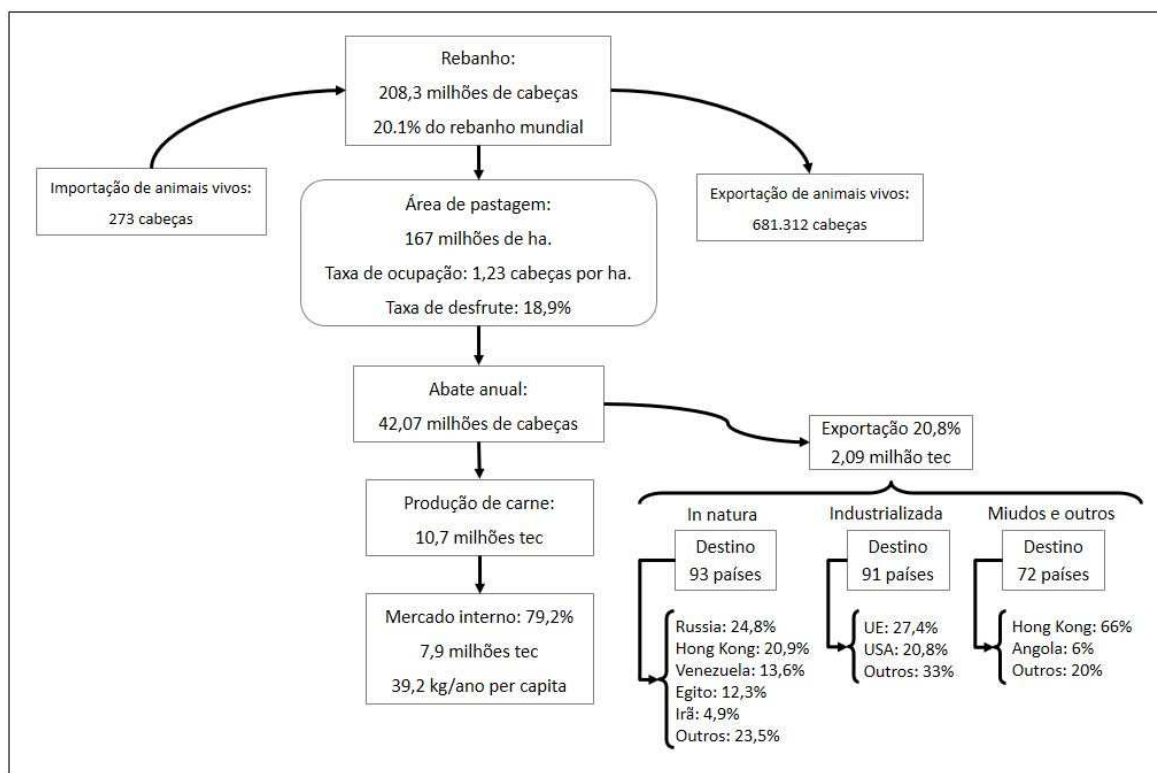 Rebanho:
208,3 milhões de cabeças
20.1% do rebanho mundial
Importação de animais vivos:
273 cabeças
Exportação de animais vivos:
681.312 cabeças
Área de pastagem:
167 milhões de ha.
Taxa de ocupação: 1,23 cabeças por ha.
Taxa de desfrute: 18,9%
Abate anual:
42,07 milhões de cabeças
Exportação 20,8%
2,09 milhão tec
Produção de carne:
10,7 milhões tec
Mercado interno: 79,2%
7,9 milhões tec
39,2 kg/ano per capita
In natura
Destino
93 países
Russia: 24,8%
Hong Kong: 20,9%
Venezuela: 13,6%
Egito: 12,3%
Irã: 4,9%
Outros: 23,5%
Industrializada
Destino
91 países
UE: 27,4%
USA: 20,8%
Outros: 33%
Miudos e outros
Destino
72 países
Hong Kong: 66%
Angola: 6%
Outros: 20%